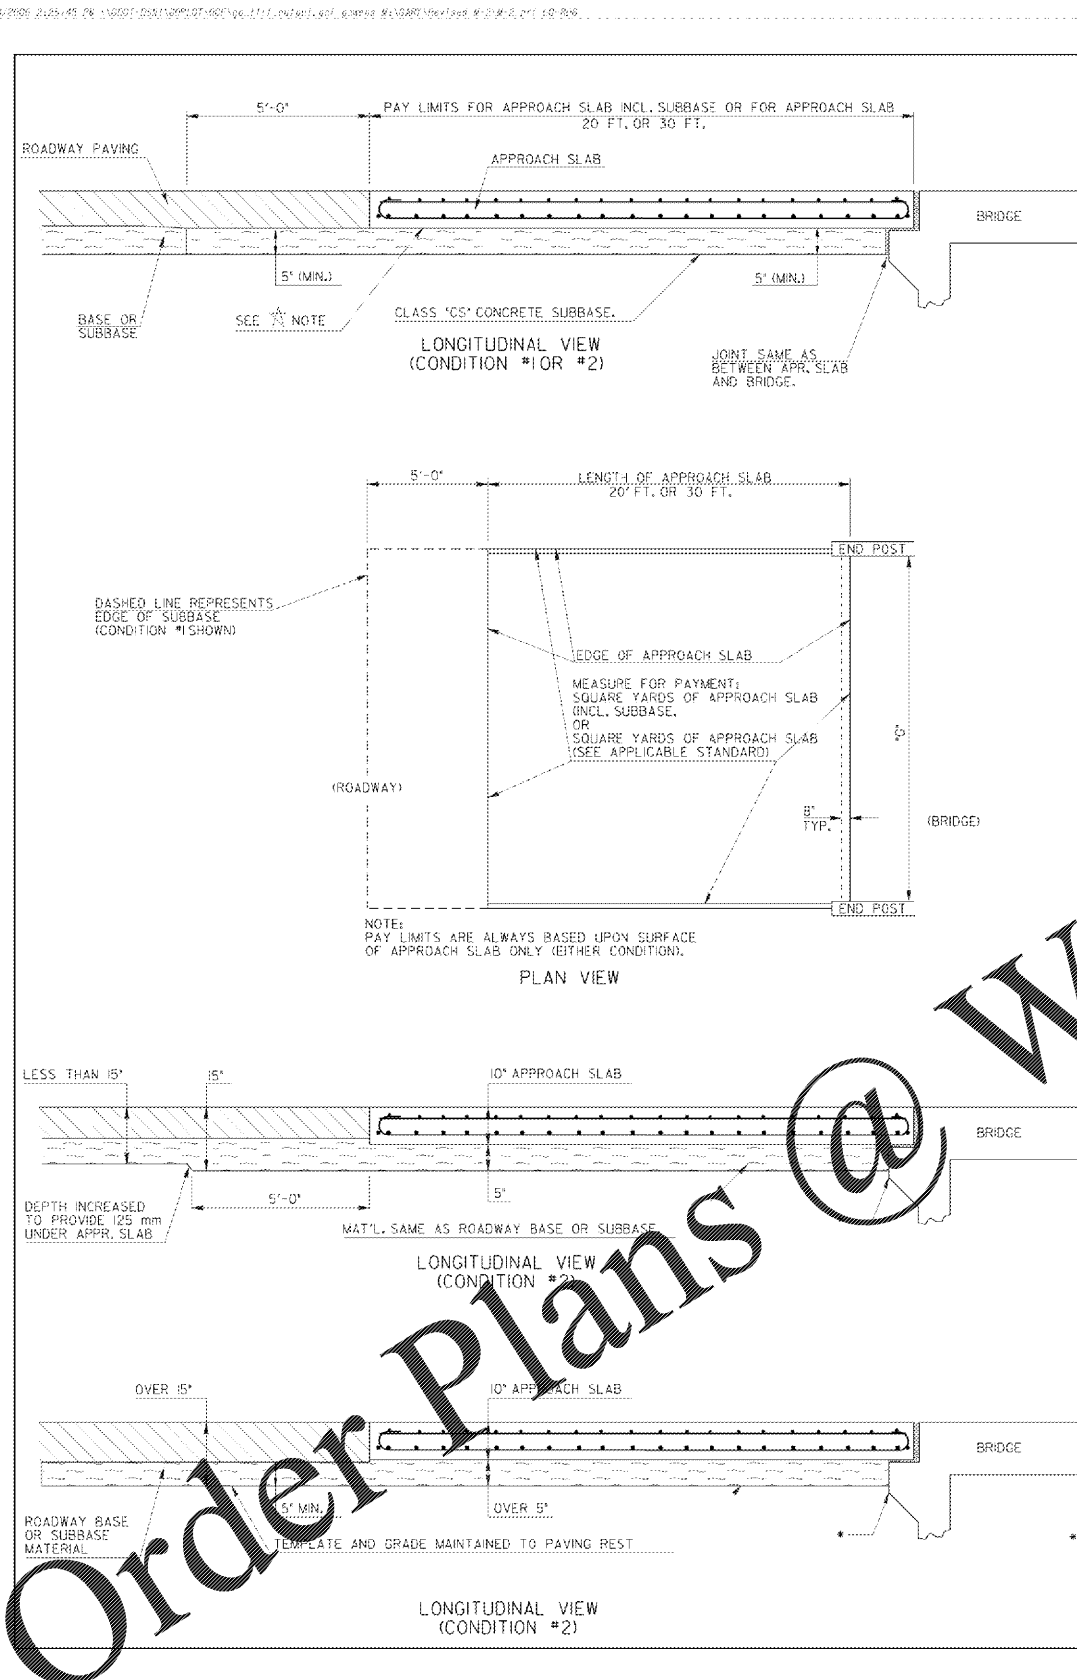 5'-0"
PAY LIMITS FOR APPROACH SLAB INCL. SUBBASE OR FOR APPROACH SLAB
20 FT. OR 30 FT.
ROADWAY PAVING
APPROACH SLAB
BRIDGE
5" (MIN.)
5" (MIN.)
BASE OR
SUBBASE
SEE ☆ NOTE
CLASS "CS" CONCRETE SUBBASE.
LONGITUDINAL VIEW
(CONDITION #1 OR #2)
JOINT SAME AS
BETWEEN APR. SLAB
AND BRIDGE.
5'-0"
LENGTH OF APPROACH SLAB
20' FT. OR 30 FT.
END POST
DASHED LINE REPRESENTS
EDGE OF SUBBASE
(CONDITION #1 SHOWN)
EDGE OF APPROACH SLAB
MEASURE FOR PAYMENT:
SQUARE YARDS OF APPROACH SLAB
(INCL. SUBBASE.
OR
SQUARE YARDS OF APPROACH SLAB
(SEE APPLICABLE STANDARD)
(ROADWAY)
8"
TYP.
(BRIDGE)
END POST
NOTE:
PAY LIMITS ARE ALWAYS BASED UPON SURFACE
OF APPROACH SLAB ONLY (EITHER CONDITION).
PLAN VIEW
LESS THAN 15"
15"
10" APPROACH SLAB
BRIDGE
DEPTH INCREASED
TO PROVIDE 125 mm
UNDER APPR. SLAB
5'-0"
5"
MAT'L. SAME AS ROADWAY BASE OR SUBBASE
LONGITUDINAL VIEW
(CONDITION #2)
OVER 15"
10" APPROACH SLAB
BRIDGE
5" MIN.
OVER 5"
ROADWAY BASE
OR SUBBASE
MATERIAL
TEMPLATE AND GRADE MAINTAINED TO PAVING REST
*
*
LONGITUDINAL VIEW
(CONDITION #2)
Order Plans @ W